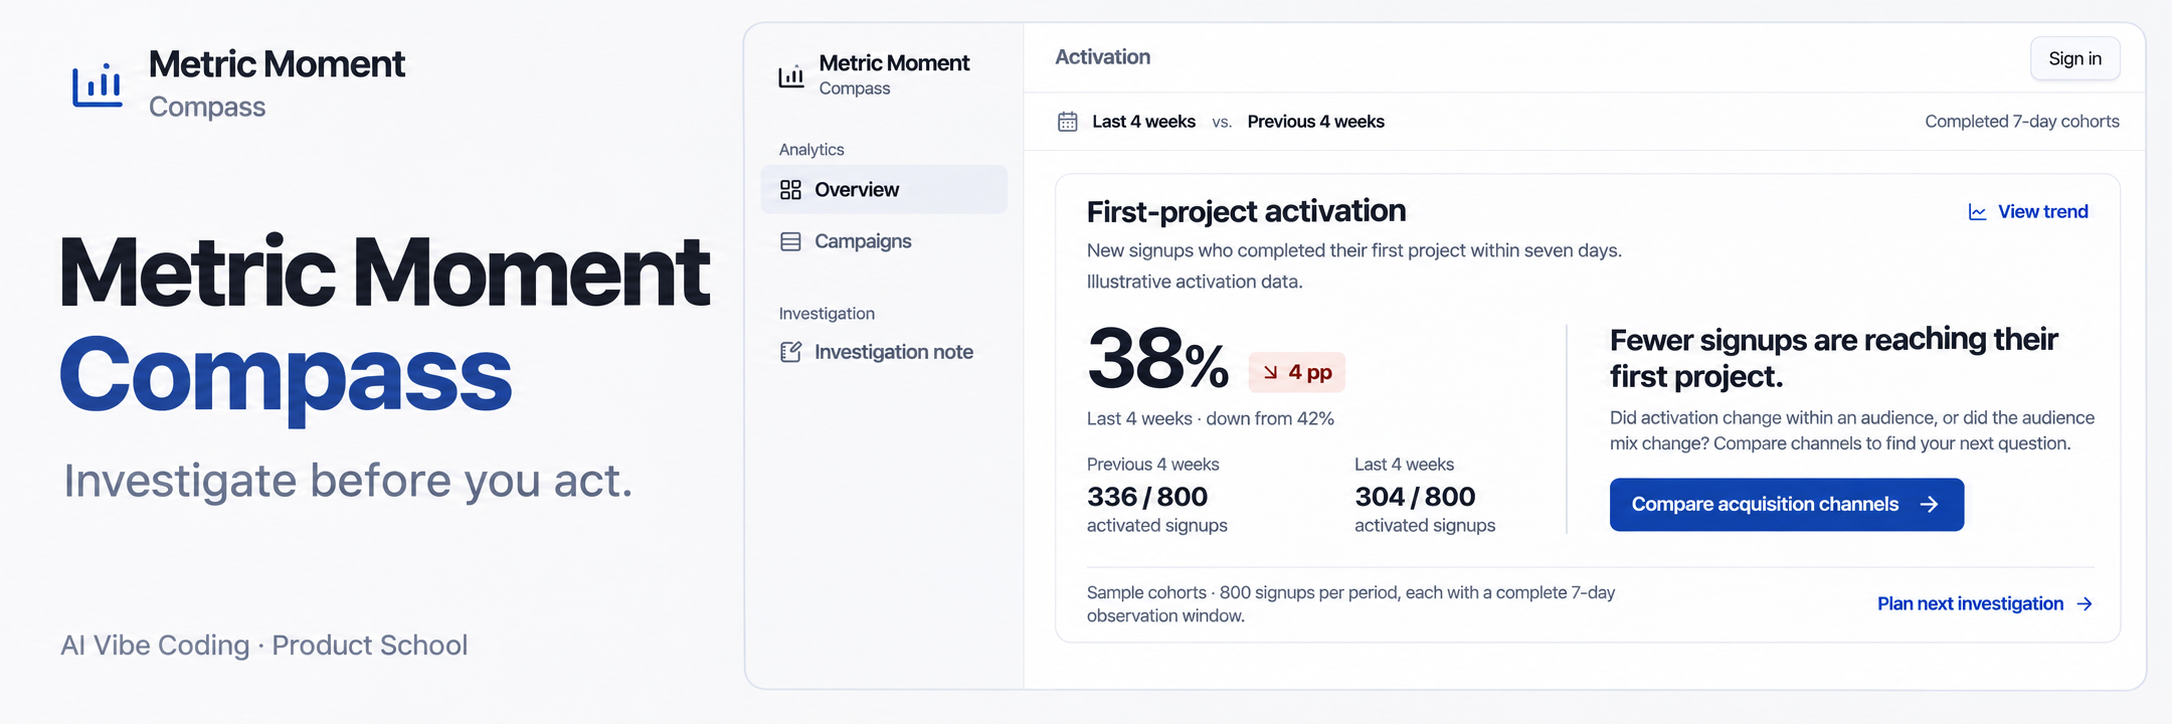 Metric Moment
Compass
Metric Moment
Compass
Investigate before you act.
AI Vibe Coding · Product School
Metric Moment
Compass
Analytics
Overview
Campaigns
Investigation
Investigation note
Activation
Sign in
Last 4 weeks vs. Previous 4 weeks
Completed 7-day cohorts
First-project activation
View trend
New signups who completed their first project within seven days.
Illustrative activation data.
38%
4 pp
Last 4 weeks · down from 42%
Previous 4 weeks
336 / 800
activated signups
Last 4 weeks
304 / 800
activated signups
Fewer signups are reaching their
first project.
Did activation change within an audience, or did the audience
mix change? Compare channels to find your next question.
Compare acquisition channels
Sample cohorts · 800 signups per period, each with a complete 7-day
observation window.
Plan next investigation